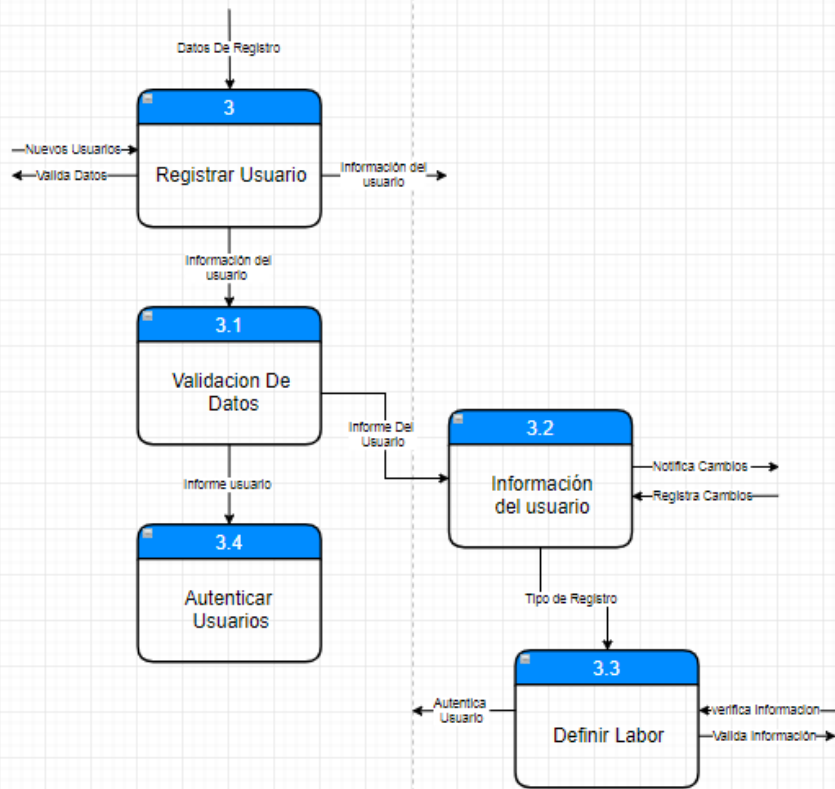 Datos De Registro
3
Nuevos Usuarios
Valida Datos
Registrar Usuario
Información del
usuario
Información del
usuario
3.1
Validacion De
Datos
Informe Del
Usuario
3.2
Información
del usuario
Notifica Cambios
Registra Cambios
Informe usuario
3.4
Autenticar
Usuarios
Tipo de Registro
3.3
Autentica
Usuario
Definir Labor
verifica Informacion
Valida Información